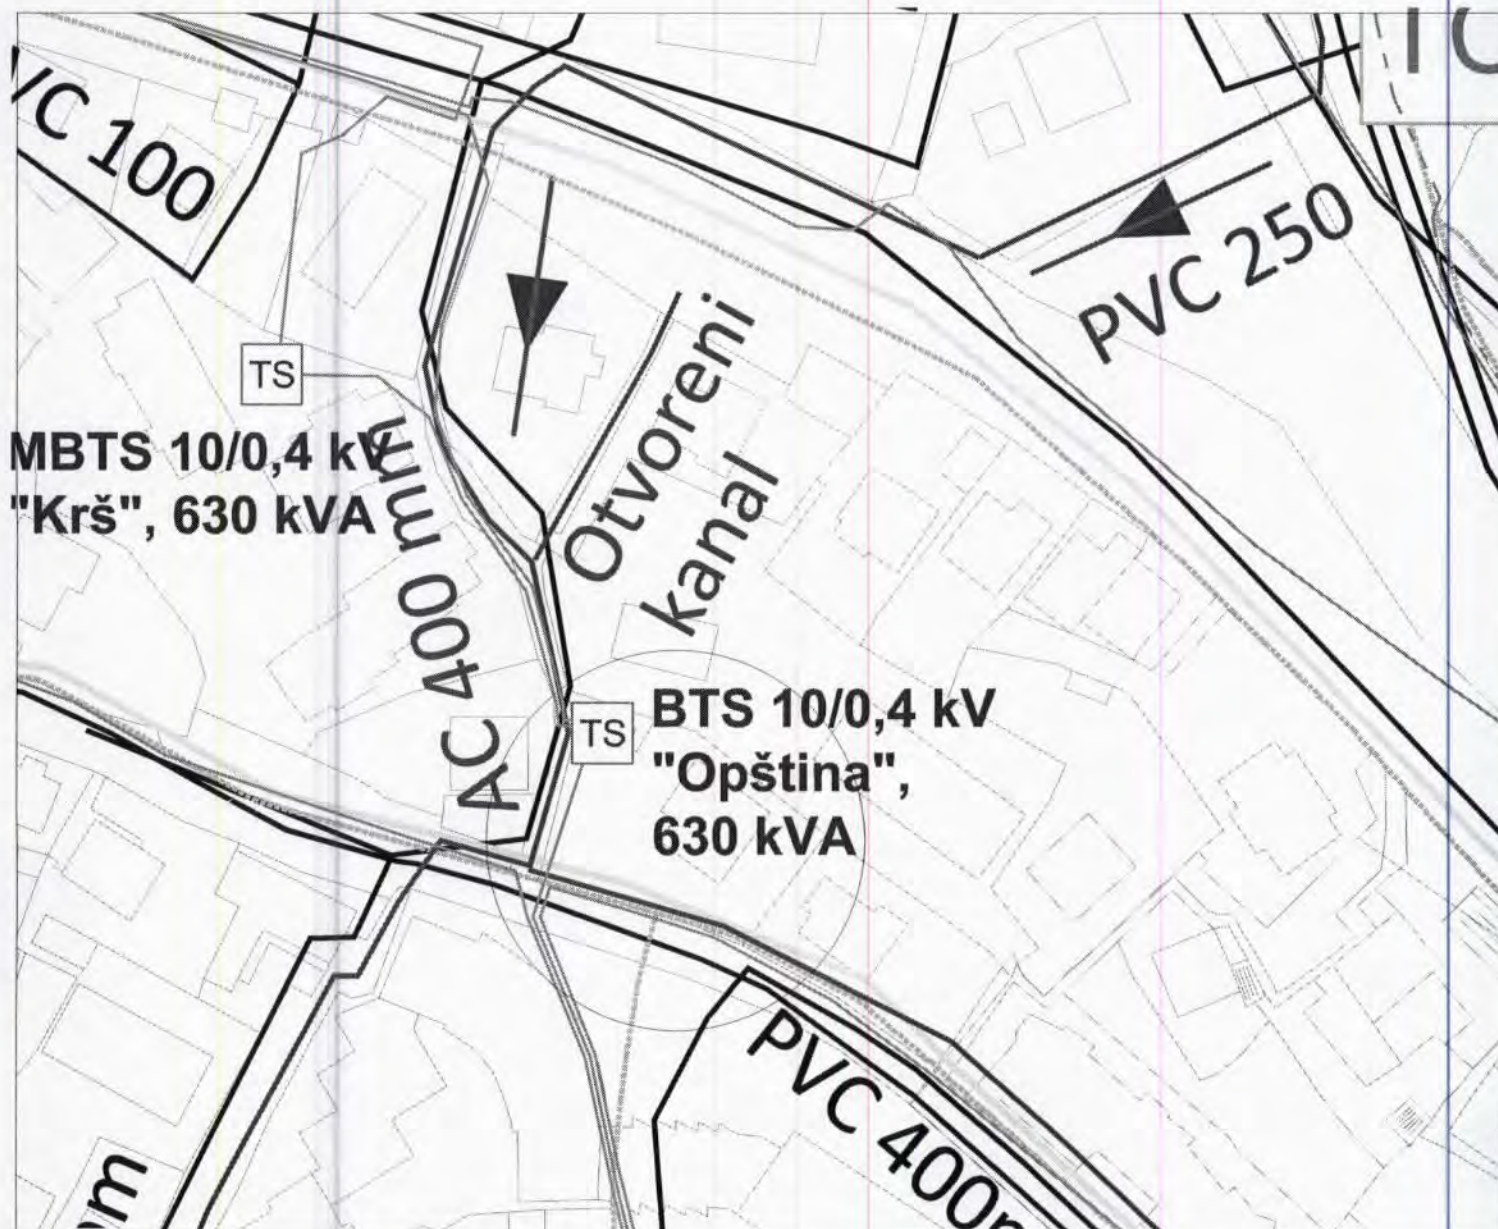 VC 100
PVC 250
TS
MBTS 10/0,4 kV
"Krš", 630 kVA
AC 400 mm
Otvoreni
kanal
TS
BTS 10/0,4 kV
"Opština",
630 kVA
PVC 400